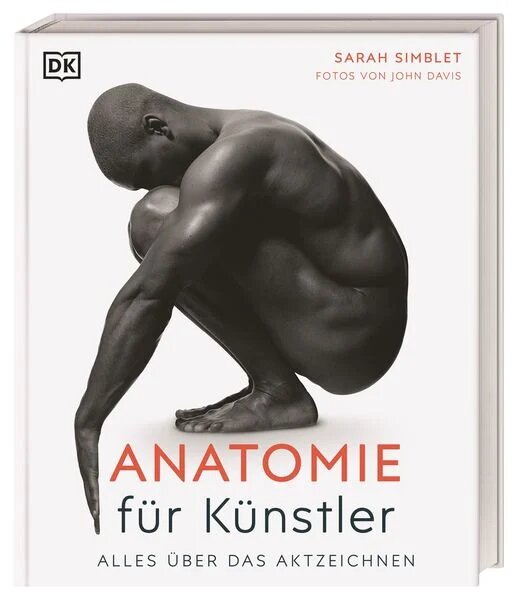 DK
SARAH SIMBLET
FOTOS VON JOHN DAVIS
ANATOMIE
für Künstler
ALLES ÜBER DAS AKTZEICHNEN